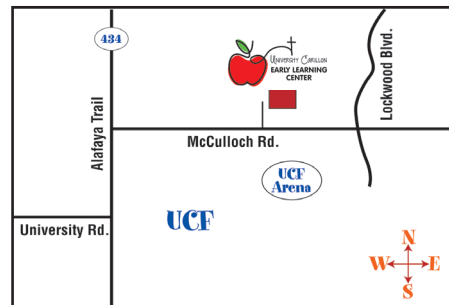 434
University Carillon
EARLY LEARNING
CENTER
Alafaya Trail
Lockwood Blvd.
McCulloch Rd.
UCF
Arena
UCF
University Rd.
N
W E
S